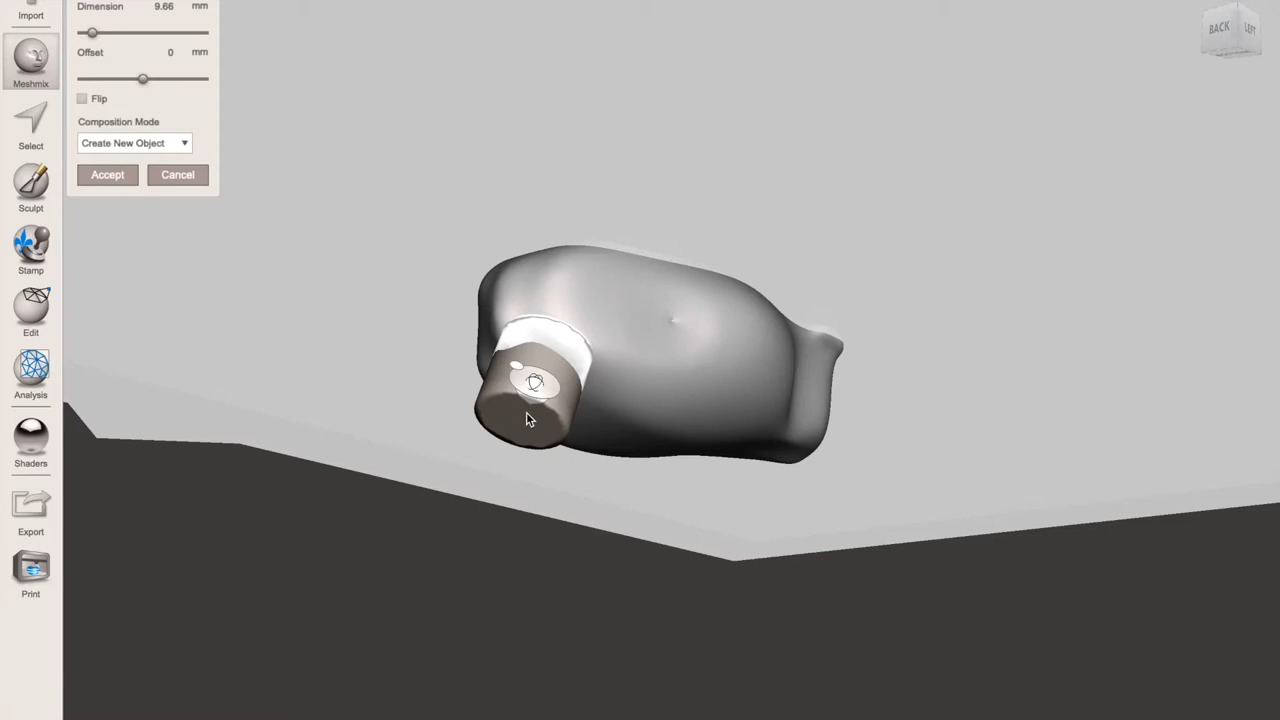 Import
Dimension 9.66 mm
Offset 0 mm
Flip
Composition Mode
Create New Object
Accept Cancel
Meshmix
Select
Sculpt
Stamp
Edit
Analysis
Shaders
Export
Print
BACK LEFT